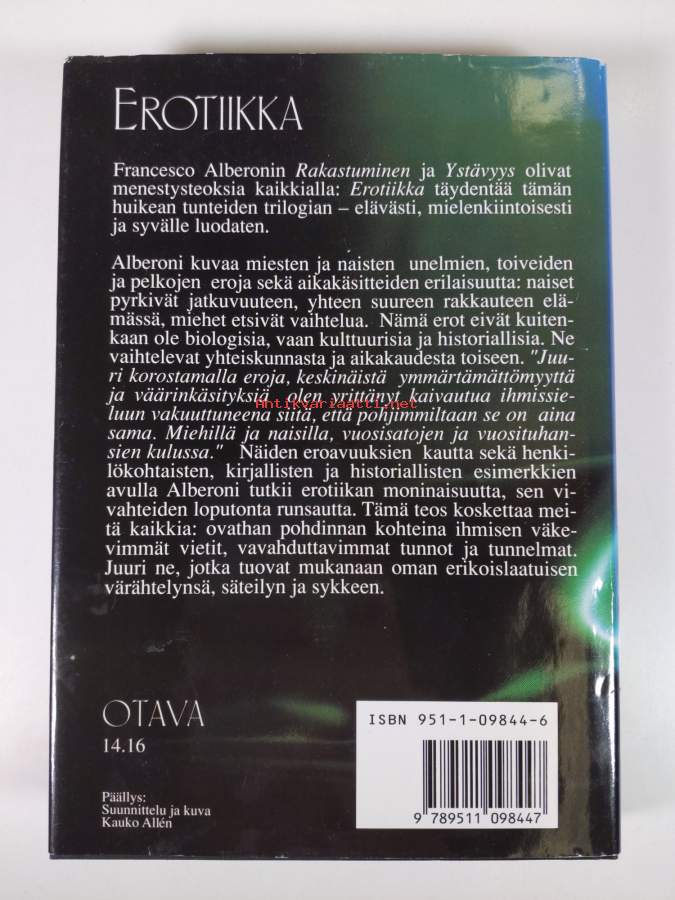 EROTIIKKA
Francesco Alberonin Rakastuminen ja Ystävyys olivat
menestysteoksia kaikkialla: Erotiikka täydentää tämän
huikean tunteiden trilogian – elävästi, mielenkiintoisesti
ja syvälle luodaten.
Alberoni kuvaa miesten ja naisten unelmien, toiveiden
ja pelkojen eroja sekä aikakäsitteiden erilaisuutta: naiset
pyrkivät jatkuvuuteen, yhteen suureen rakkauteen elä-
mässä, miehet etsivät vaihtelua. Nämä erot eivät kuiten-
kaan ole biologisia, vaan kulttuurisia ja historiallisia. Ne
vaihtelevat yhteiskunnasta ja aikakaudesta toiseen. "Juu-
ri korostamalla eroja, keskinäistä ymmärtämättömyyttä
ja väärinkäsityksiä, olen yrittänyt kaivautua ihmissie-
Antikvariaatti.net
luun vakuuttuneena siitä, että pohjimmiltaan se on aina
sama. Miehillä ja naisilla, vuosisatojen ja vuosituhan-
sien kulussa." Näiden eroavuuksien kautta sekä henki-
lökohtaisten, kirjallisten ja historiallisten esimerkkien
avulla Alberoni tutkii erotiikan moninaisuutta, sen vi-
vahteiden loputonta runsautta. Tämä teos koskettaa mei-
tä kaikkia: ovathan pohdinnan kohteina ihmisen väke-
vimmät vietit, vavahduttavimmat tunnot ja tunnelmat.
Juuri ne, jotka tuovat mukanaan oman erikoislaatuisen
värähtelynsä, säteilyn ja sykkeen.
OTAVA
14.16
Päällys:
Suunnittelu ja kuva
Kauko Allén
ISBN 951-1-09844-6
9 789511 098447